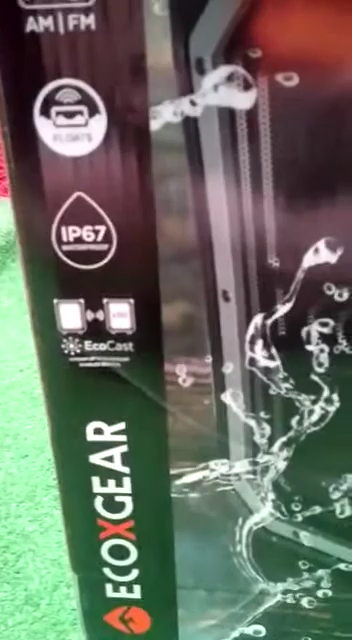 AM|FM
FLOATS
IP67
WATERPROOF
EcoCast
ECOXGEAR